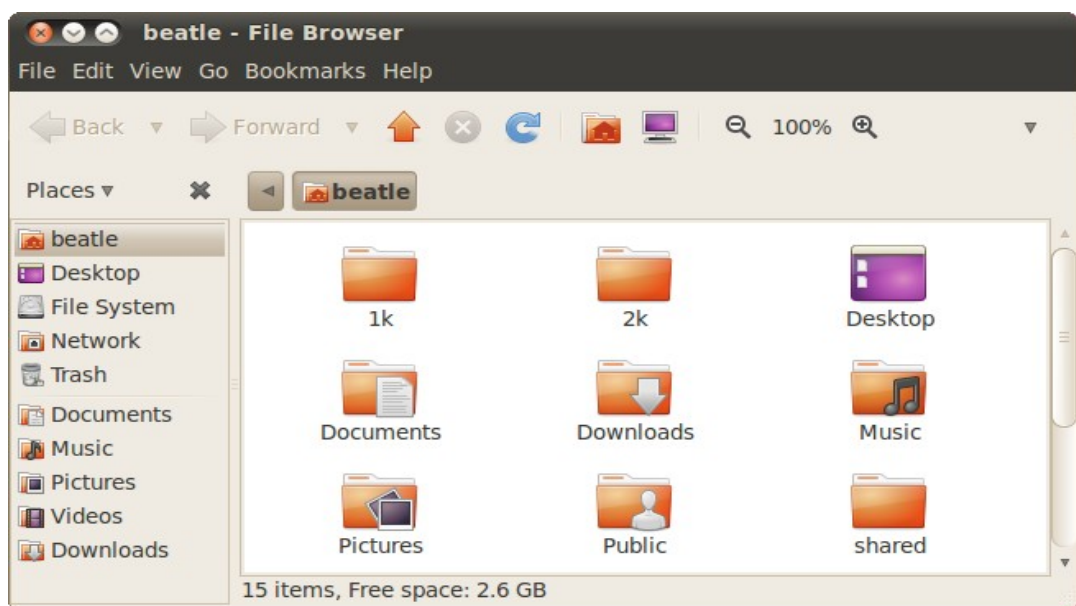 beatle - File Browser
File Edit View Go Bookmarks Help
Back Forward 100%
Places beatle
beatle
Desktop
File System
Network
Trash
Documents
Music
Pictures
Videos
Downloads
1k 2k Desktop
Documents Downloads Music
Pictures Public shared
15 items, Free space: 2.6 GB